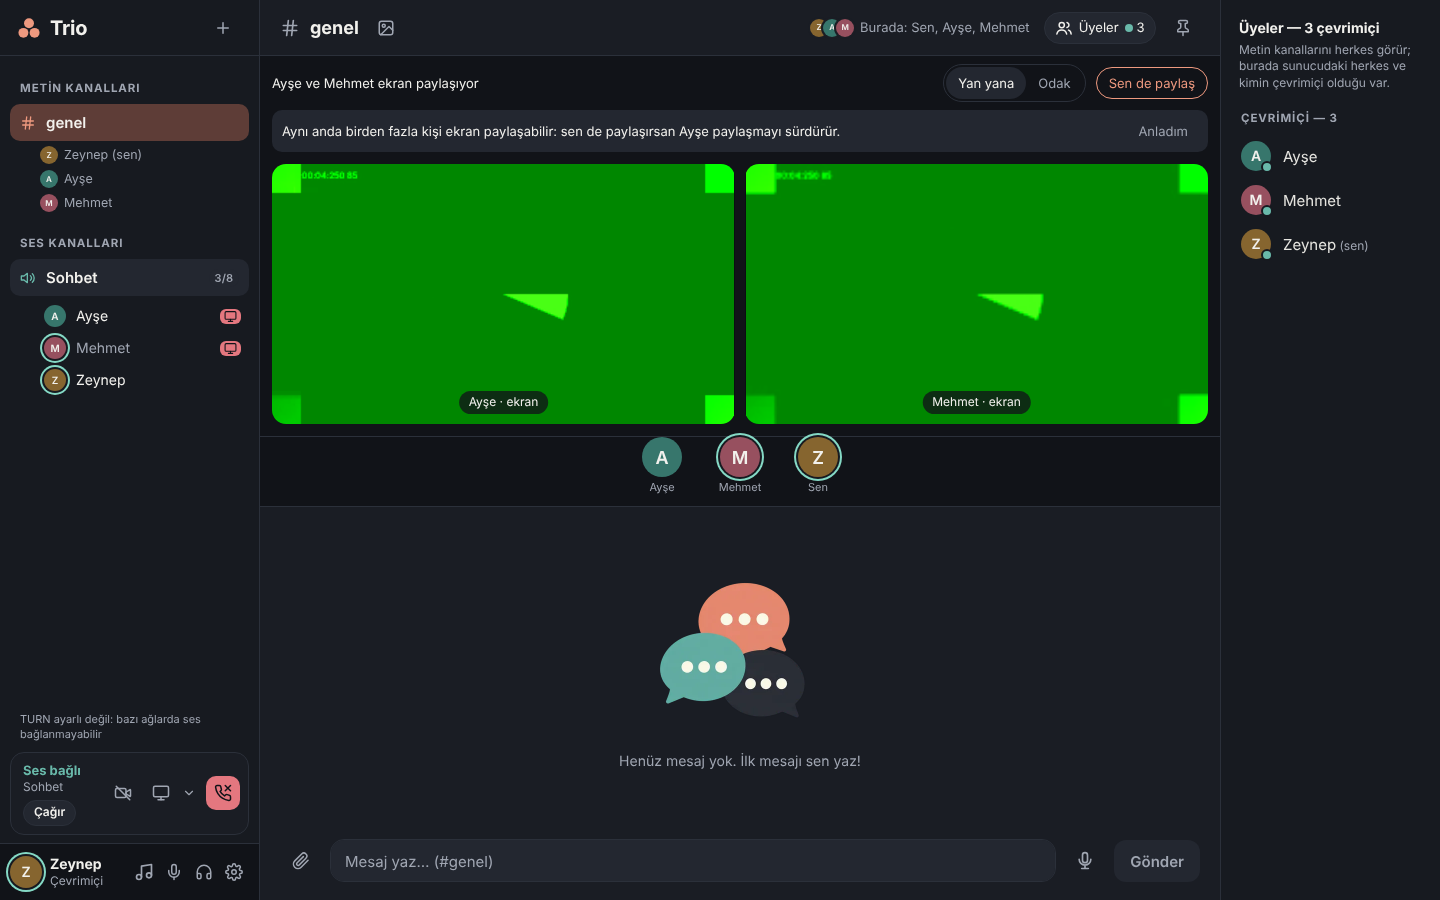 Trio
METİN KANALLARI
genel
Z Zeynep (sen)
A Ayşe
M Mehmet
SES KANALLARI
Sohbet 3/8
A Ayşe
M Mehmet
Z Zeynep
TURN ayarlı değil: bazı ağlarda ses
bağlanmayabilir
Ses bağlı
Sohbet
Çağır
Z Zeynep
Çevrimiçi
# genel
Z A M Burada: Sen, Ayşe, Mehmet
Üyeler 3
Ayşe ve Mehmet ekran paylaşıyor
Yan yana Odak Sen de paylaş
Aynı anda birden fazla kişi ekran paylaşabilir: sen de paylaşırsan Ayşe paylaşmayı sürdürür. Anladım
00:04.250 85
Ayşe · ekran
Mehmet · ekran
A M Z
Ayşe Mehmet Sen
Henüz mesaj yok. İlk mesajı sen yaz!
Mesaj yaz... (#genel)
Gönder
Üyeler — 3 çevrimiçi
Metin kanallarını herkes görür;
burada sunucudaki herkes ve
kimin çevrimiçi olduğu var.
ÇEVRİMİÇİ — 3
A Ayşe
M Mehmet
Z Zeynep (sen)